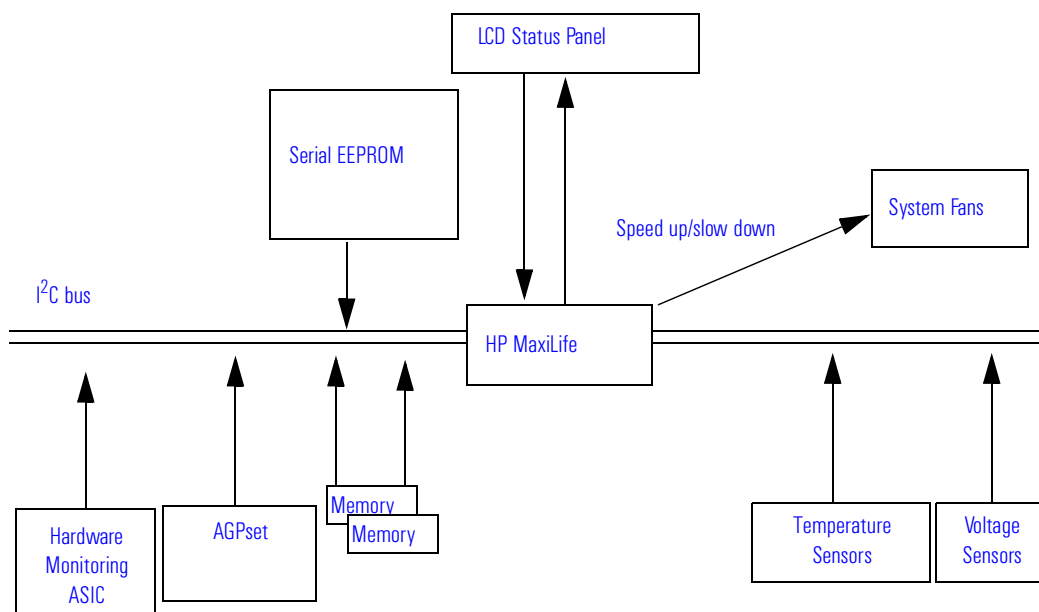 LCD Status Panel
Serial EEPROM
System Fans
Speed up/slow down
I²C bus
HP MaxiLife
Memory
Memory
Hardware
Monitoring
ASIC
AGPset
Temperature
Sensors
Voltage
Sensors